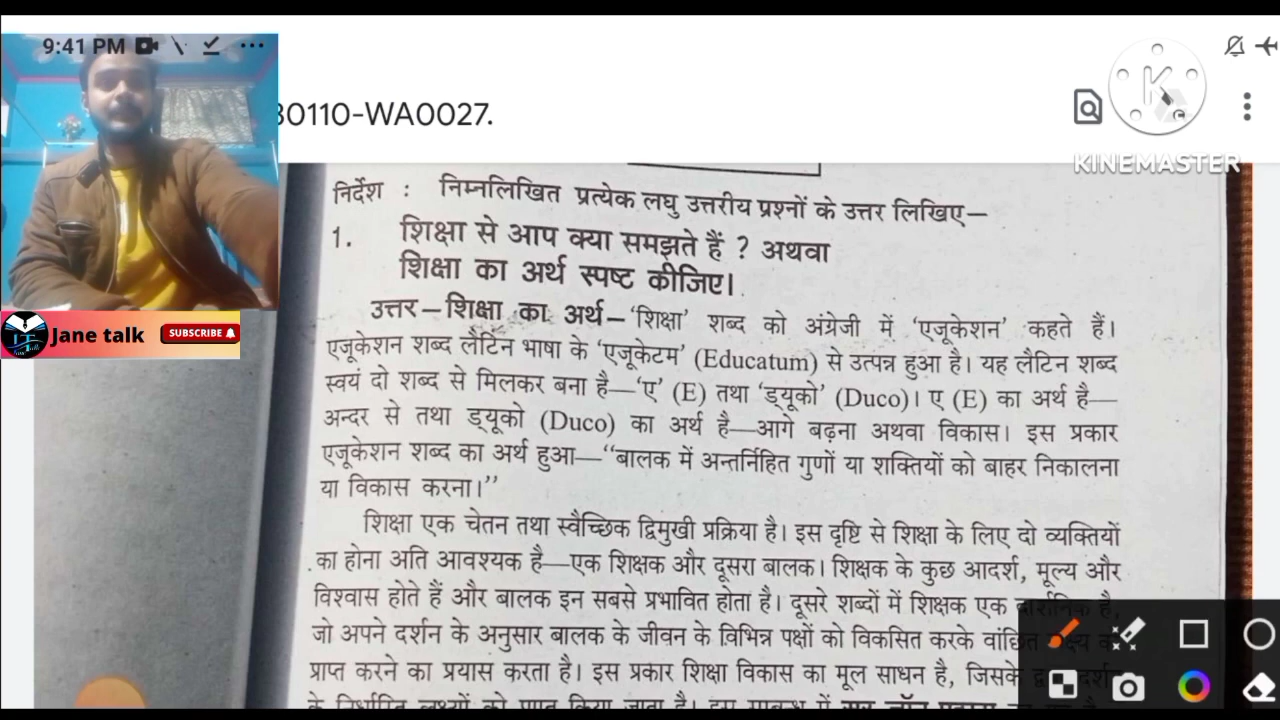 9:41 PM
30110-WA0027.
KINEMASTER
निर्देश : निम्नलिखित प्रत्येक लघु उत्तरीय प्रश्नों के उत्तर लिखिए—
1. शिक्षा से आप क्या समझते हैं ? अथवा
शिक्षा का अर्थ स्पष्ट कीजिए।
उत्तर—शिक्षा का अर्थ—'शिक्षा' शब्द को अंग्रेजी में 'एजूकेशन' कहते हैं।
एजूकेशन शब्द लैटिन भाषा के 'एजूकेटम' (Educatum) से उत्पन्न हुआ है। यह लैटिन शब्द
स्वयं दो शब्द से मिलकर बना है—'ए' (E) तथा 'ड्यूको' (Duco)। ए (E) का अर्थ है—
अन्दर से तथा ड्यूको (Duco) का अर्थ है—आगे बढ़ना अथवा विकास। इस प्रकार
एजूकेशन शब्द का अर्थ हुआ—"बालक में अन्तर्निहित गुणों या शक्तियों को बाहर निकालना
या विकास करना।"
शिक्षा एक चेतन तथा स्वैच्छिक द्विमुखी प्रक्रिया है। इस दृष्टि से शिक्षा के लिए दो व्यक्तियों
का होना अति आवश्यक है—एक शिक्षक और दूसरा बालक। शिक्षक के कुछ आदर्श, मूल्य और
विश्वास होते हैं और बालक इन सबसे प्रभावित होता है। दूसरे शब्दों में शिक्षक एक दार्शनिक है,
जो अपने दर्शन के अनुसार बालक के जीवन के विभिन्न पक्षों को विकसित करके वांछित
प्राप्त करने का प्रयास करता है। इस प्रकार शिक्षा विकास का मूल साधन है, जिसके
Jane talk
SUBSCRIBE